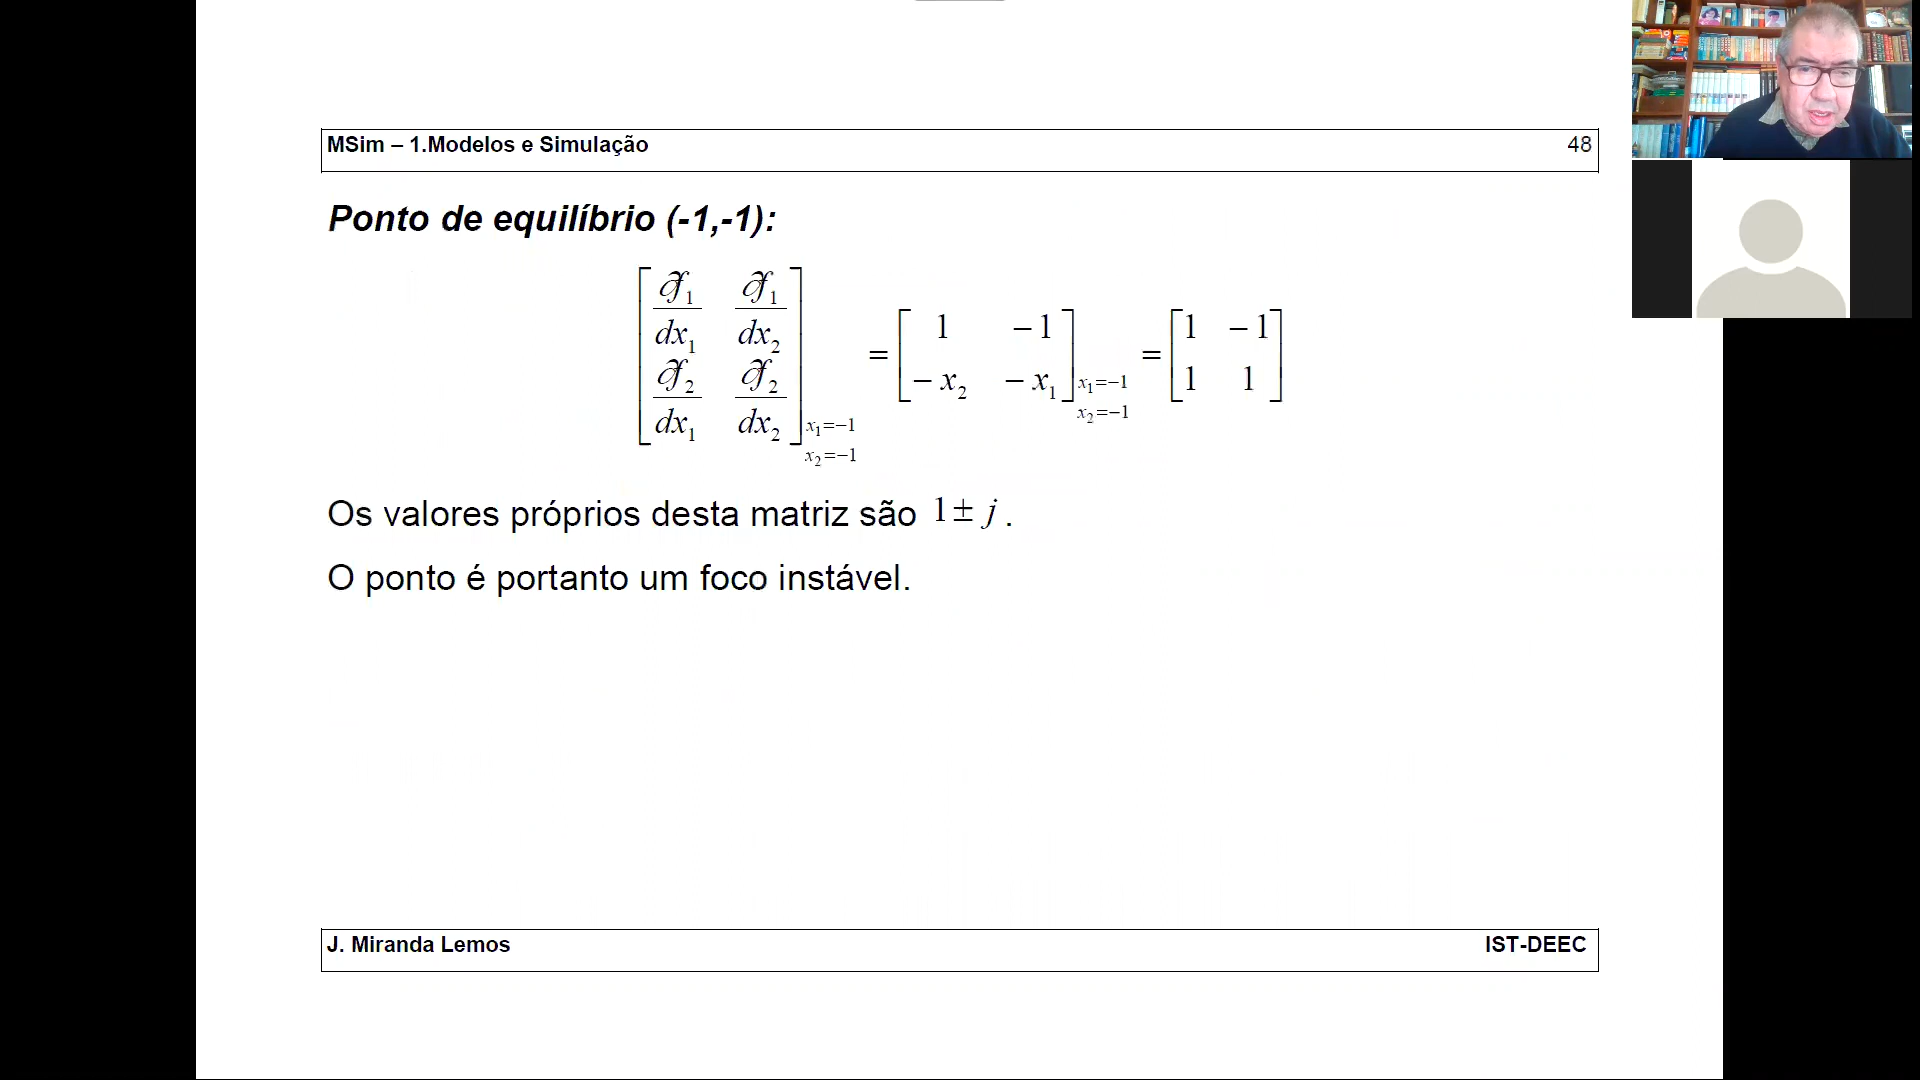 MSim – 1.Modelos e Simulação 48
Ponto de equilíbrio (-1,-1):
[ ∂f₁/dx₁ ∂f₁/dx₂ ; ∂f₂/dx₁ ∂f₂/dx₂ ] x₁=−1 x₂=−1 = [ 1 −1 ; −x₂ −x₁ ] x₁=−1 x₂=−1 = [ 1 −1 ; 1 1 ]
Os valores próprios desta matriz são 1 ± j .
O ponto é portanto um foco instável.
J. Miranda Lemos IST-DEEC